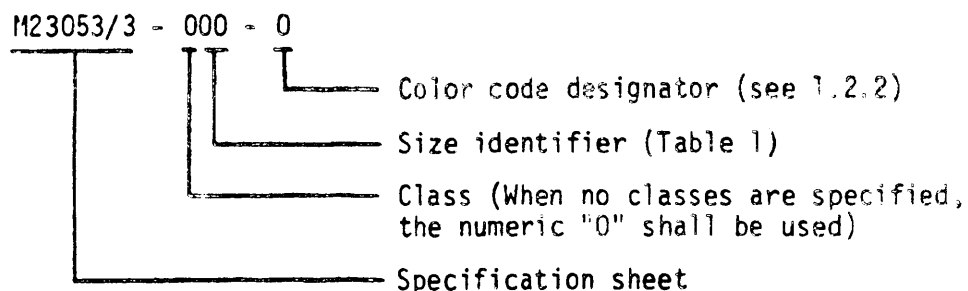 M23053/3 - 000 - 0
Color code designator (see 1.2.2)
Size identifier (Table 1)
Class (When no classes are specified,
the numeric "0" shall be used)
Specification sheet